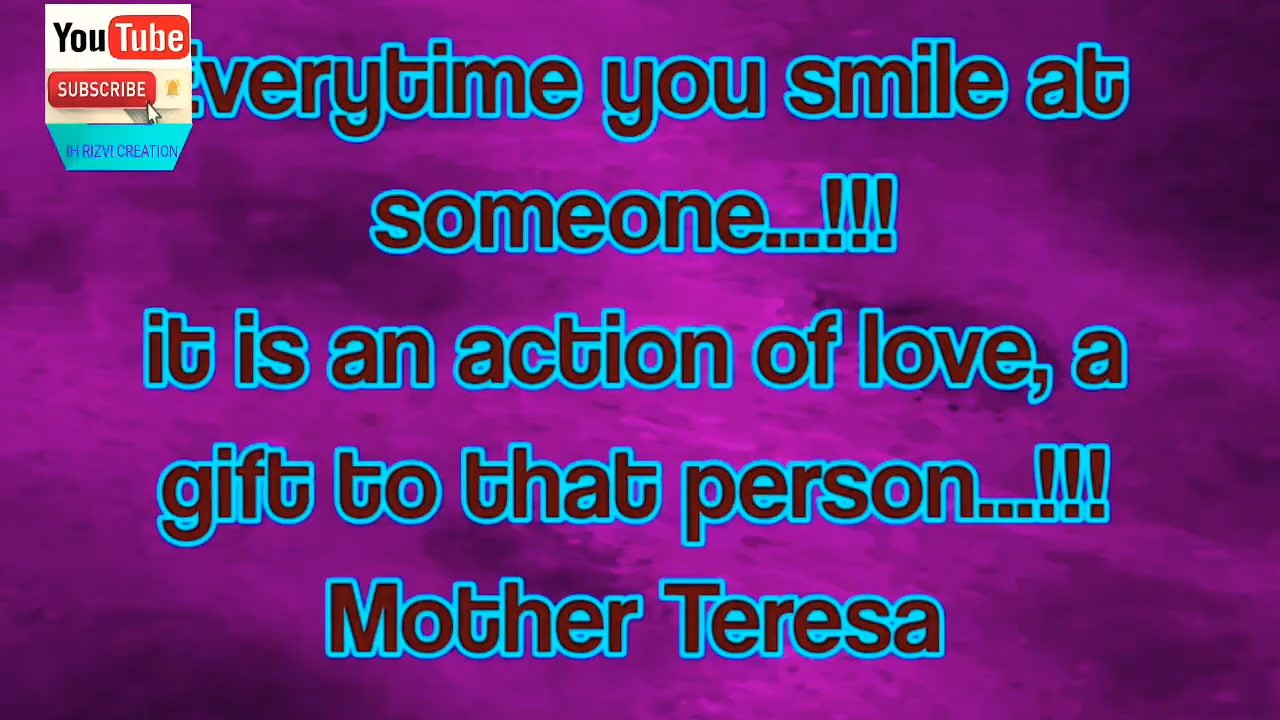 YouTube
SUBSCRIBE
IH RIZVI CREATION
Everytime you smile at
someone...!!!
it is an action of love, a
gift to that person...!!!
Mother Teresa